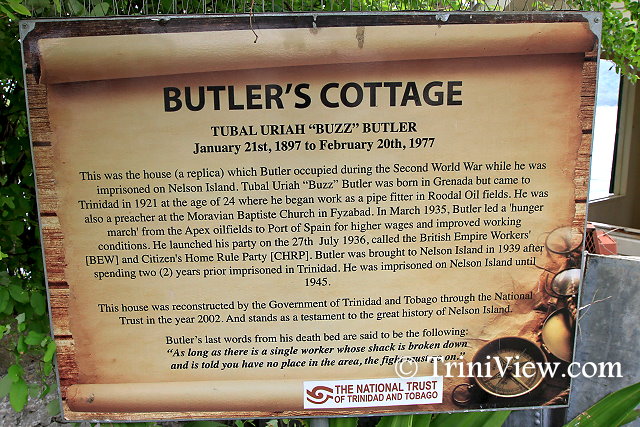 BUTLER'S COTTAGE
TUBAL URIAH "BUZZ" BUTLER
January 21st, 1897 to February 20th, 1977
This was the house (a replica) which Butler occupied during the Second World War while he was
imprisoned on Nelson Island. Tubal Uriah "Buzz" Butler was born in Grenada but came to
Trinidad in 1921 at the age of 24 where he began work as a pipe fitter in Roodal Oil fields. He was
also a preacher at the Moravian Baptiste Church in Fyzabad. In March 1935, Butler led a 'hunger
march' from the Apex oilfields to Port of Spain for higher wages and improved working
conditions. He launched his party on the 27th July 1936, called the British Empire Workers'
[BEW] and Citizen's Home Rule Party [CHRP]. Butler was brought to Nelson Island in 1939 after
spending two (2) years prior imprisoned in Trinidad. He was imprisoned on Nelson Island until
1945.
This house was reconstructed by the Government of Trinidad and Tobago through the National
Trust in the year 2002. And stands as a testament to the great history of Nelson Island.
Butler's last words from his death bed are said to be the following:
"As long as there is a single worker whose shack is broken down
and is told you have no place in the area, the fight must go on."
© TriniView.com
THE NATIONAL TRUST
OF TRINIDAD AND TOBAGO